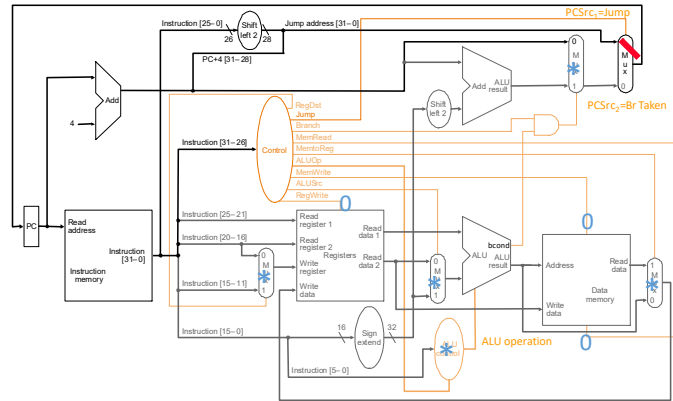 PCSrc1=Jump
Instruction [25–0]
Shift
left 2
Jump address [31–0]
26
28
PC+4 [31–28]
Add
4
0
M
1
M
u
x
0
Add
ALU
result
Shift
left 2
PCSrc2=Br Taken
RegDst
Jump
Branch
MemRead
MemtoReg
ALUOp
MemWrite
ALUSrc
RegWrite
Instruction [31–26]
Control
PC
Read
address
Instruction
[31–0]
Instruction
memory
Instruction [25–21]
Instruction [20–16]
Instruction [15–11]
Instruction [15–0]
Instruction [5–0]
0
M
1
Read
register 1
Read
register 2
Registers
Write
register
Write
data
Read
data 1
Read
data 2
0
0
M
1
bcond
ALU
ALU
result
0
Address
Read
data
Data
memory
Write
data
0
1
M
0
16
Sign
extend
32
ALU operation